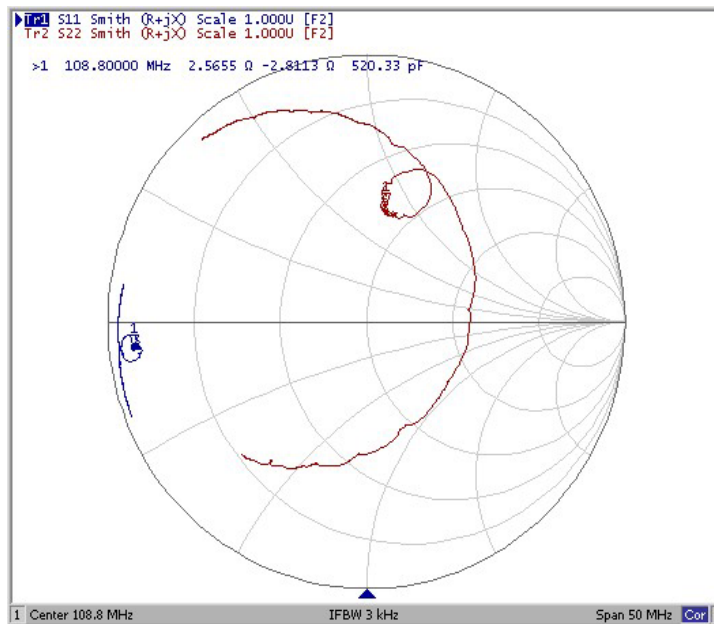 Tr1 S11 Smith (R+jX) Scale 1.000U [F2]
Tr2 S22 Smith (R+jX) Scale 1.000U [F2]
>1 108.80000 MHz 2.5655 Ω -2.8113 Ω 520.33 pF
1
1 Center 108.8 MHz IFBW 3 kHz Span 50 MHz Cor